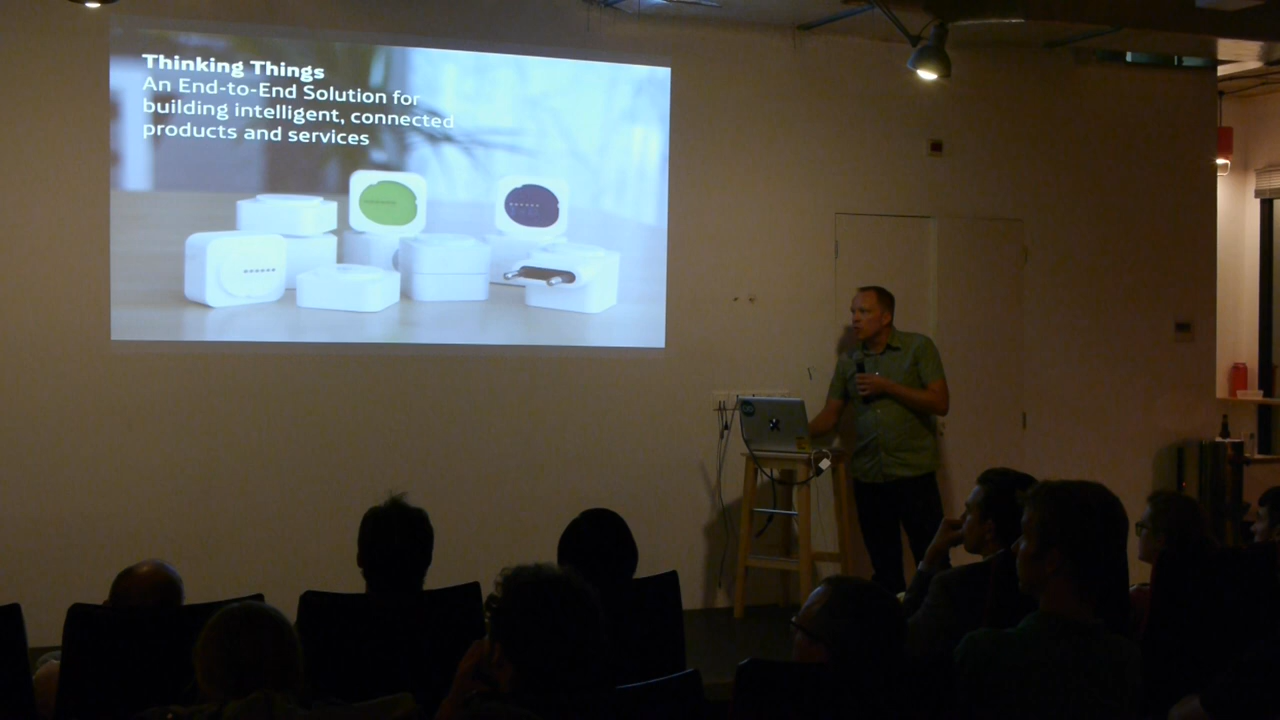 Thinking Things
An End-to-End Solution for
building intelligent, connected
products and services